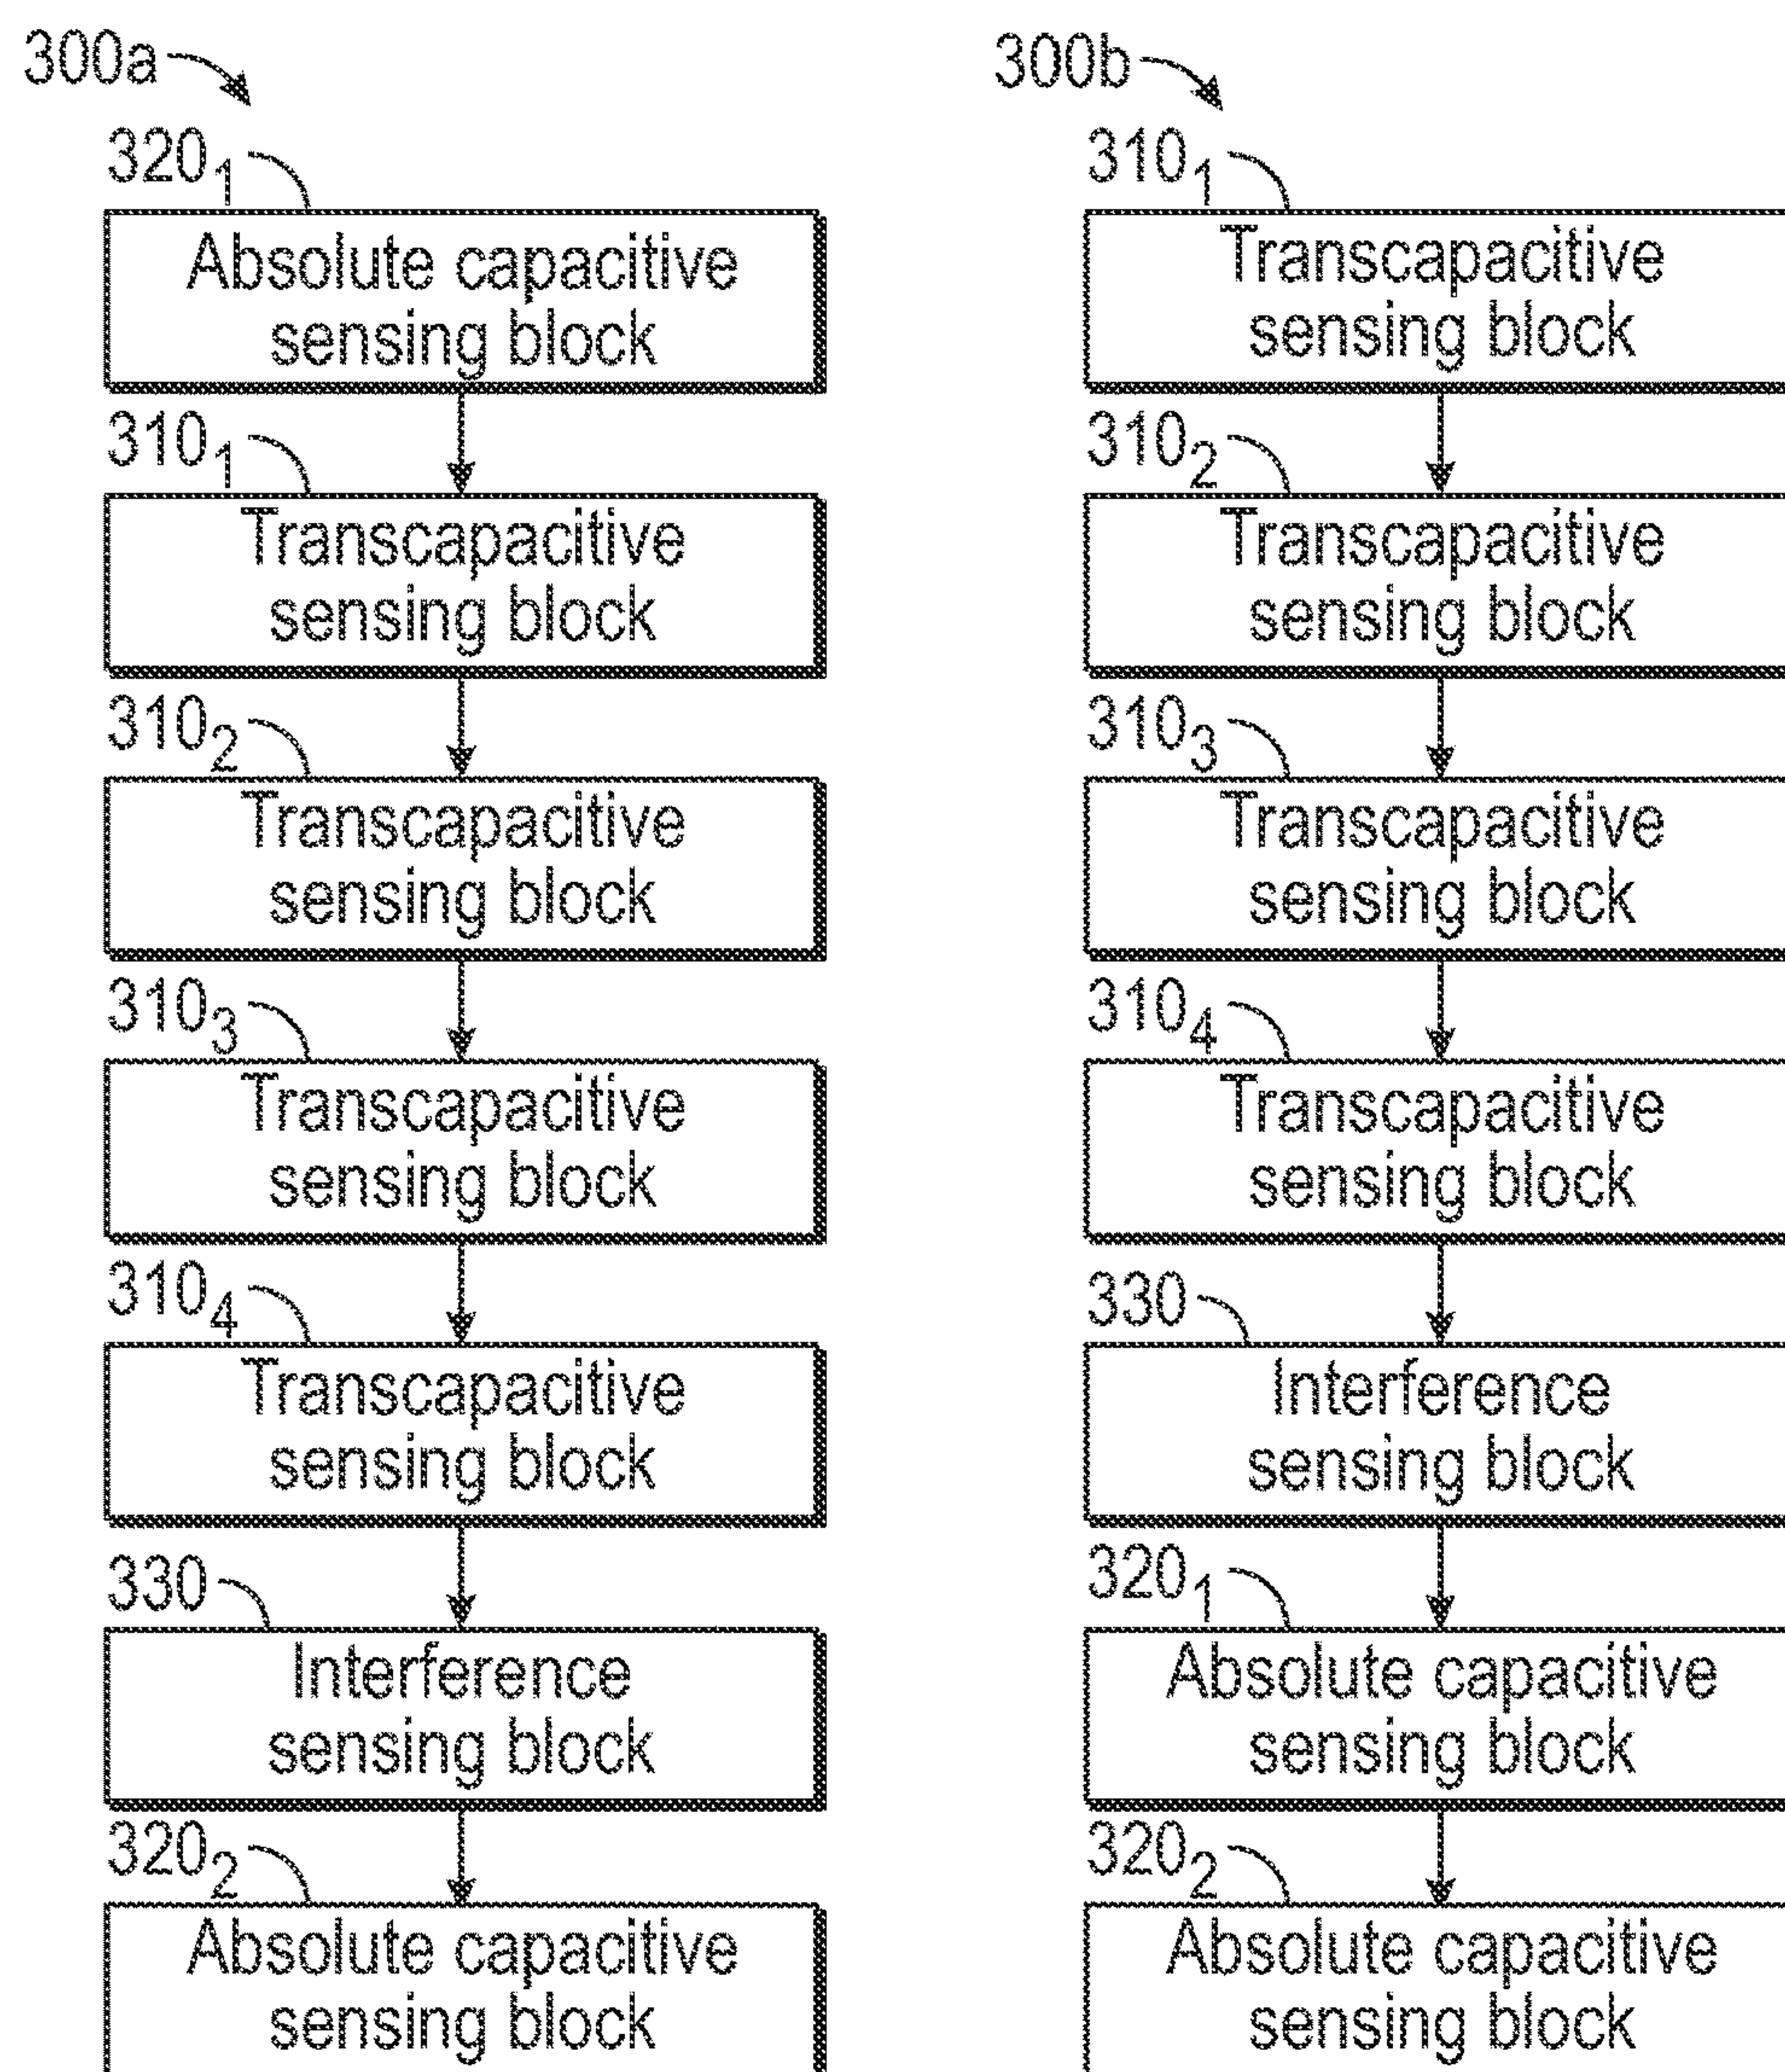 300a
320₁
Absolute capacitive
sensing block
310₁
Transcapacitive
sensing block
310₂
Transcapacitive
sensing block
310₃
Transcapacitive
sensing block
310₄
Transcapacitive
sensing block
330
Interference
sensing block
320₂
Absolute capacitive
sensing block
300b
310₁
Transcapacitive
sensing block
310₂
Transcapacitive
sensing block
310₃
Transcapacitive
sensing block
310₄
Transcapacitive
sensing block
330
Interference
sensing block
320₁
Absolute capacitive
sensing block
320₂
Absolute capacitive
sensing block